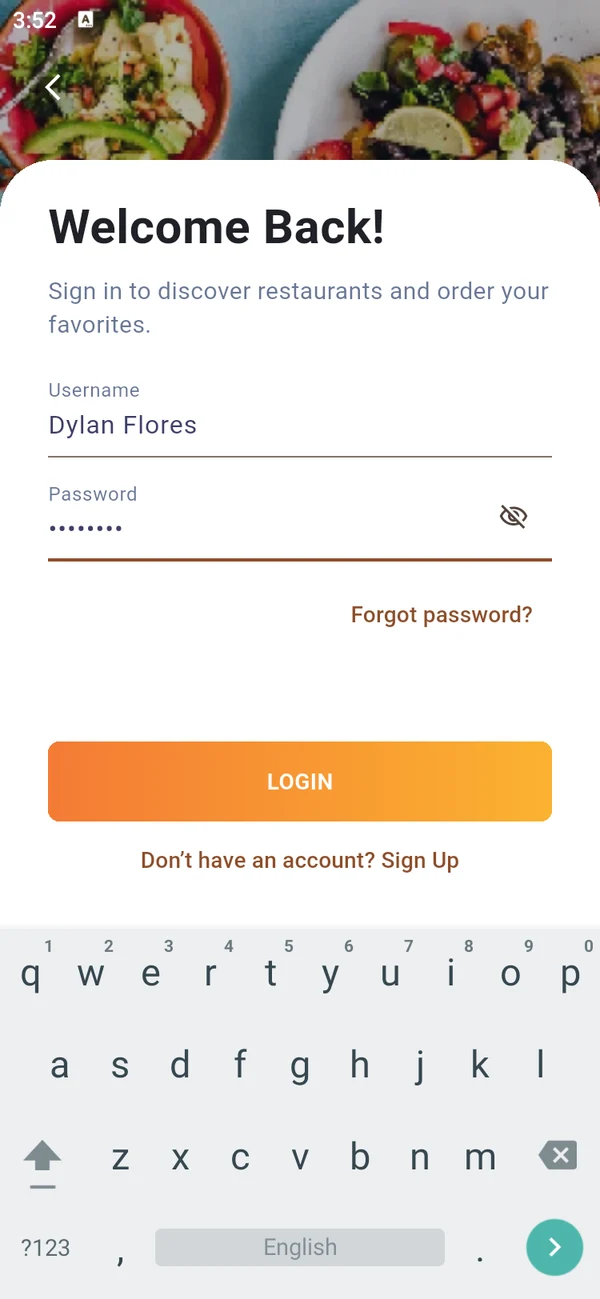 3:52
A
Welcome Back!
Sign in to discover restaurants and order your
favorites.
Username
Dylan Flores
Password
••••••••
Forgot password?
LOGIN
Don’t have an account? Sign Up
1 2 3 4 5 6 7 8 9 0
q w e r t y u i o p
a s d f g h j k l
z x c v b n m
?123 , English .